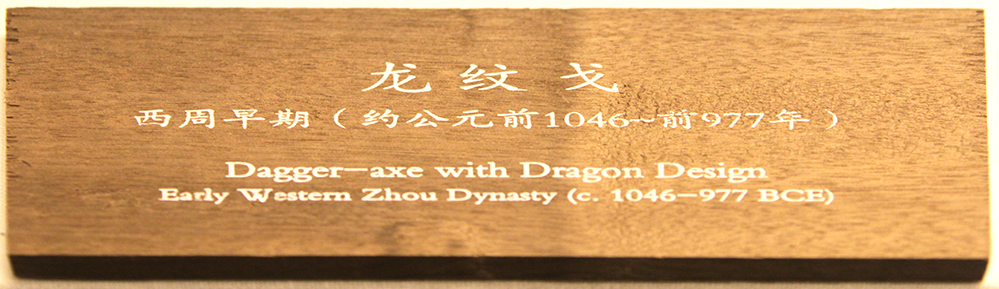 龙纹戈
西周早期（约公元前1046~前977年）
Dagger-axe with Dragon Design
Early Western Zhou Dynasty (c. 1046-977 BCE)